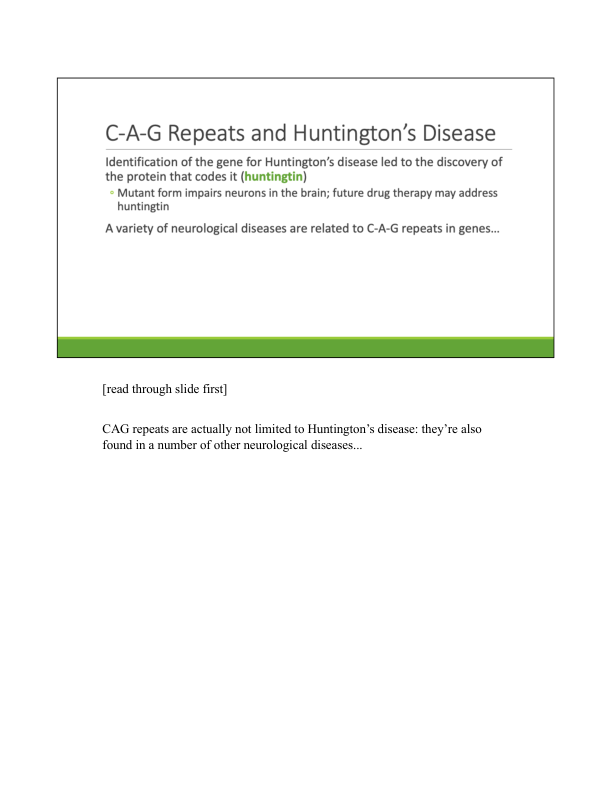 C-A-G Repeats and Huntington’s Disease
Identification of the gene for Huntington’s disease led to the discovery of
the protein that codes it (huntingtin)
◦ Mutant form impairs neurons in the brain; future drug therapy may address
huntingtin
A variety of neurological diseases are related to C-A-G repeats in genes…
[read through slide first]
CAG repeats are actually not limited to Huntington’s disease: they’re also
found in a number of other neurological diseases...